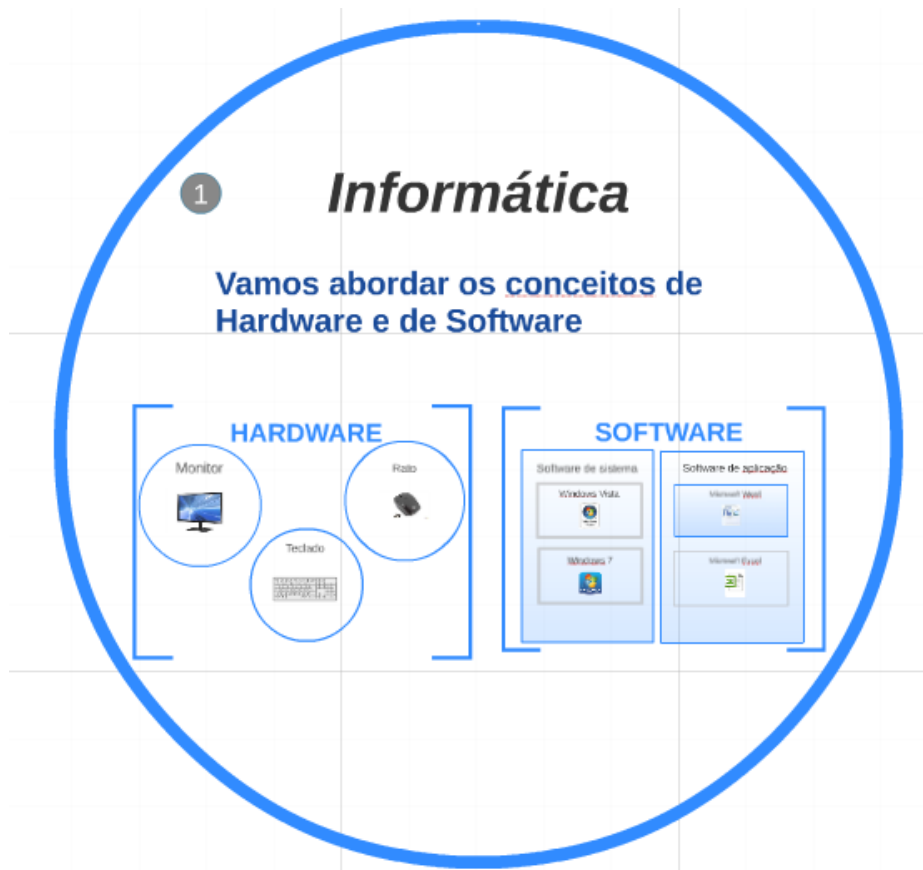 1
Informática
Vamos abordar os conceitos de
Hardware e de Software
HARDWARE
Monitor
Rato
Teclado
SOFTWARE
Software de sistema
Windows Vista
Windows 7
Software de aplicação
Microsoft Word
Microsoft Excel